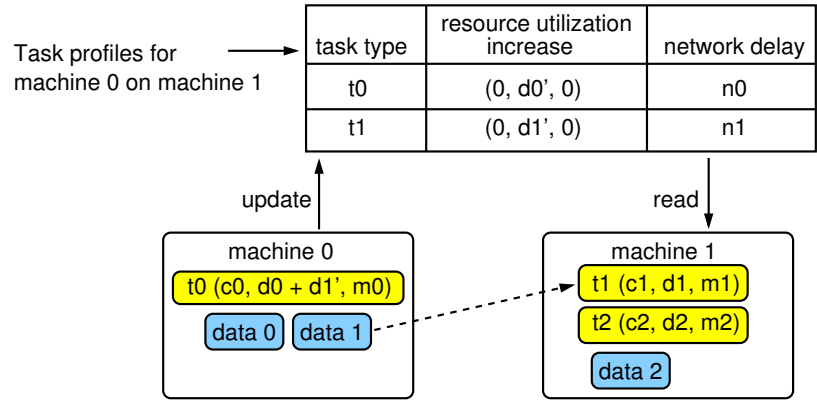 Task profiles for
machine 0 on machine 1
task type
resource utilization
increase
network delay
t0
(0, d0’, 0)
n0
t1
(0, d1’, 0)
n1
update
read
machine 0
t0 (c0, d0 + d1’, m0)
data 0
data 1
machine 1
t1 (c1, d1, m1)
t2 (c2, d2, m2)
data 2